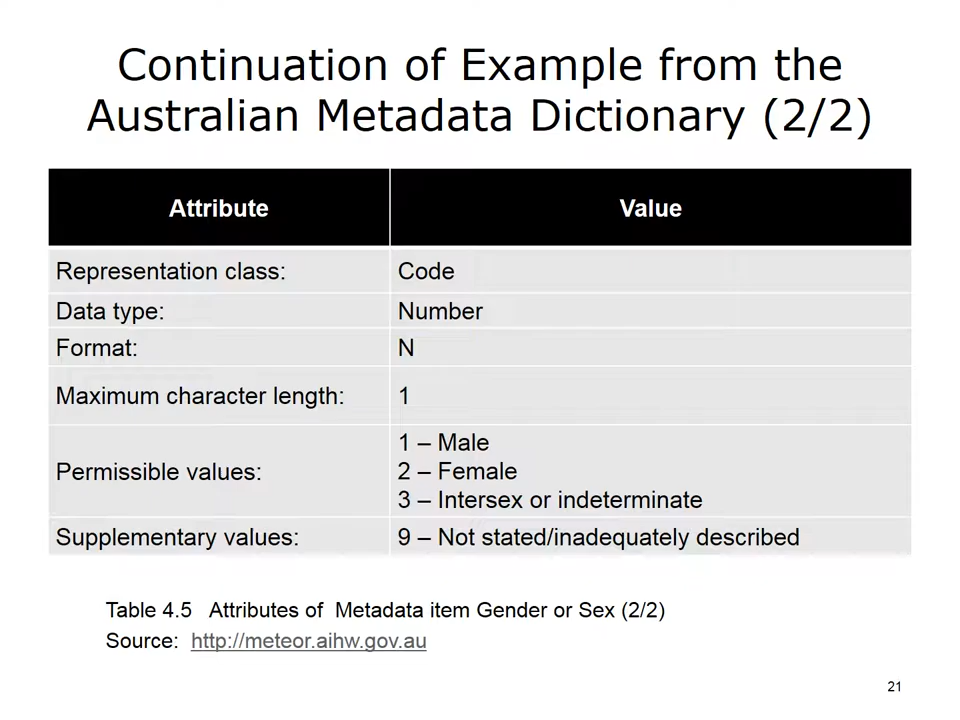 Continuation of Example from the
Australian Metadata Dictionary (2/2)
Attribute Value
Representation class: Code
Data type: Number
Format: N
Maximum character length: 1
Permissible values: 1 – Male
2 – Female
3 – Intersex or indeterminate
Supplementary values: 9 – Not stated/inadequately described
Table 4.5 Attributes of Metadata item Gender or Sex (2/2)
Source: http://meteor.aihw.gov.au
21